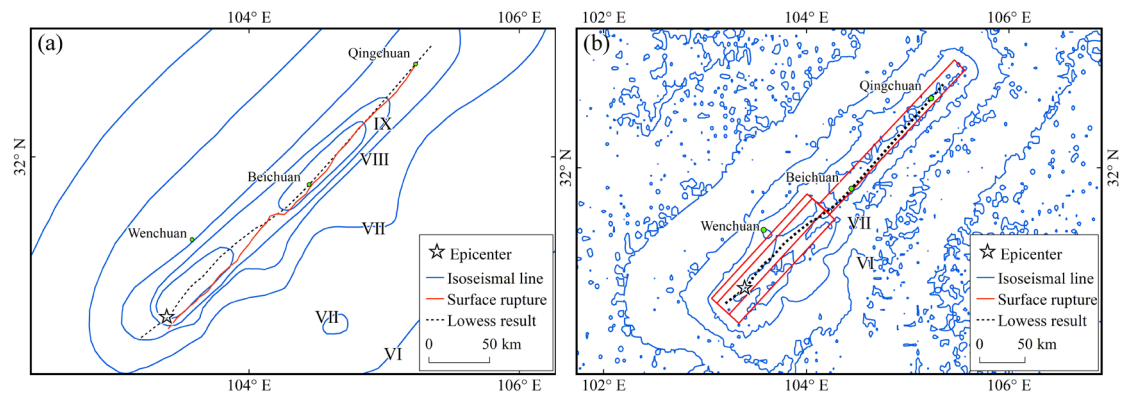 104° E
106° E
(a)
Qingchuan
IX
VIII
32° N
Beichuan
Wenchuan
VII
VII
VI
Epicenter
Isoseismal line
Surface rupture
Lowess result
0
50 km
104° E
106° E
102° E
104° E
106° E
(b)
Qingchuan
32° N
32° N
Beichuan
Wenchuan
VII
VI
Epicenter
Isoseismal line
Surface rupture
Lowess result
0
50 km
102° E
104° E
106° E